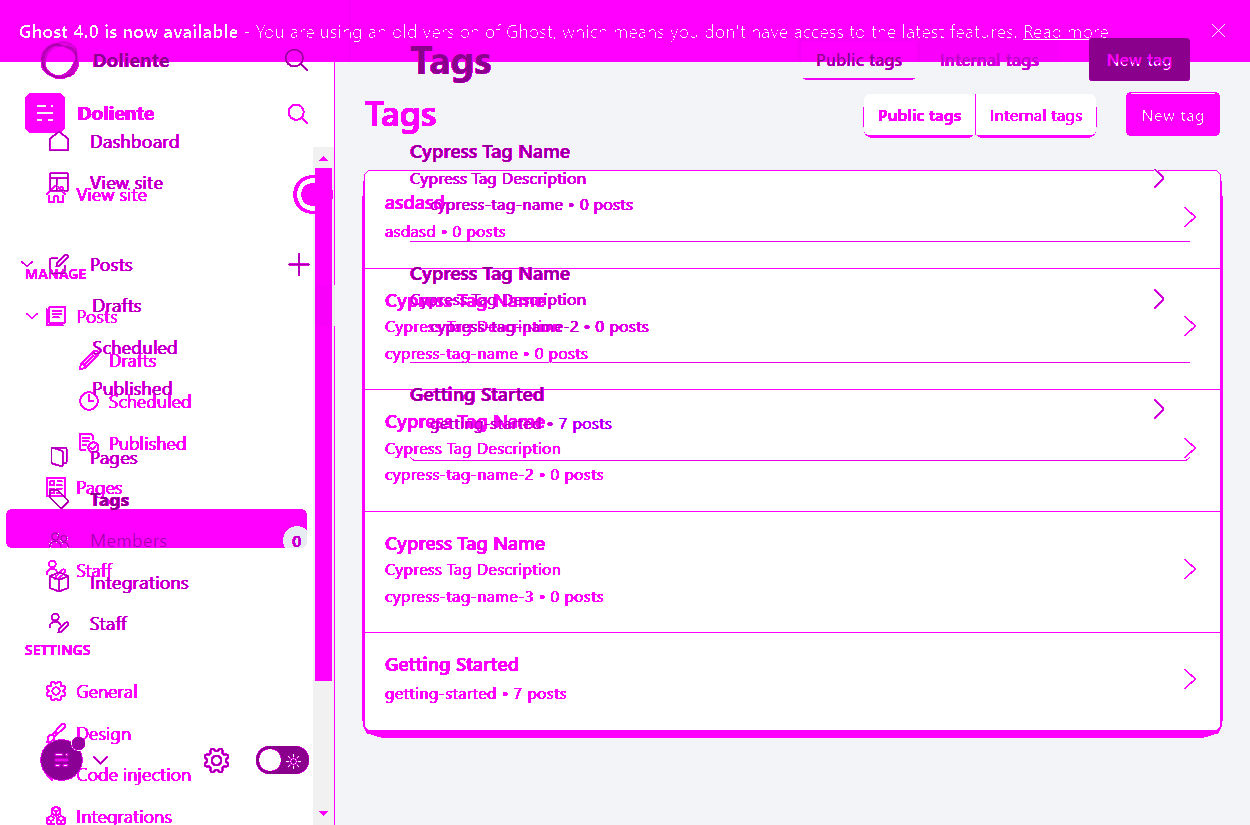 Ghost 4.0 is now available - You are using an old version of Ghost, which means you don't have access to the latest features. Read more
Doliente
Tags
Public tags
Internal tags
New tag
Doliente
Tags
Public tags
Internal tags
New tag
Dashboard
View site
View site
Posts
MANAGE
Drafts
Posts
Scheduled
Drafts
Published
Scheduled
Published
Pages
Pages
Tags
Members
0
Staff
Integrations
Staff
SETTINGS
General
Design
Code injection
Integrations
Cypress Tag Name
Cypress Tag Description
cypress-tag-name • 0 posts
asdasd
asdasd • 0 posts
Cypress Tag Name
Cypress Tag Description
cypress-tag-name-2 • 0 posts
Cypress Tag Name
Cypress Tag Description
cypress-tag-name • 0 posts
Getting Started
getting-started • 7 posts
Cypress Tag Name
Cypress Tag Description
cypress-tag-name-2 • 0 posts
Cypress Tag Name
Cypress Tag Description
cypress-tag-name-3 • 0 posts
Getting Started
getting-started • 7 posts